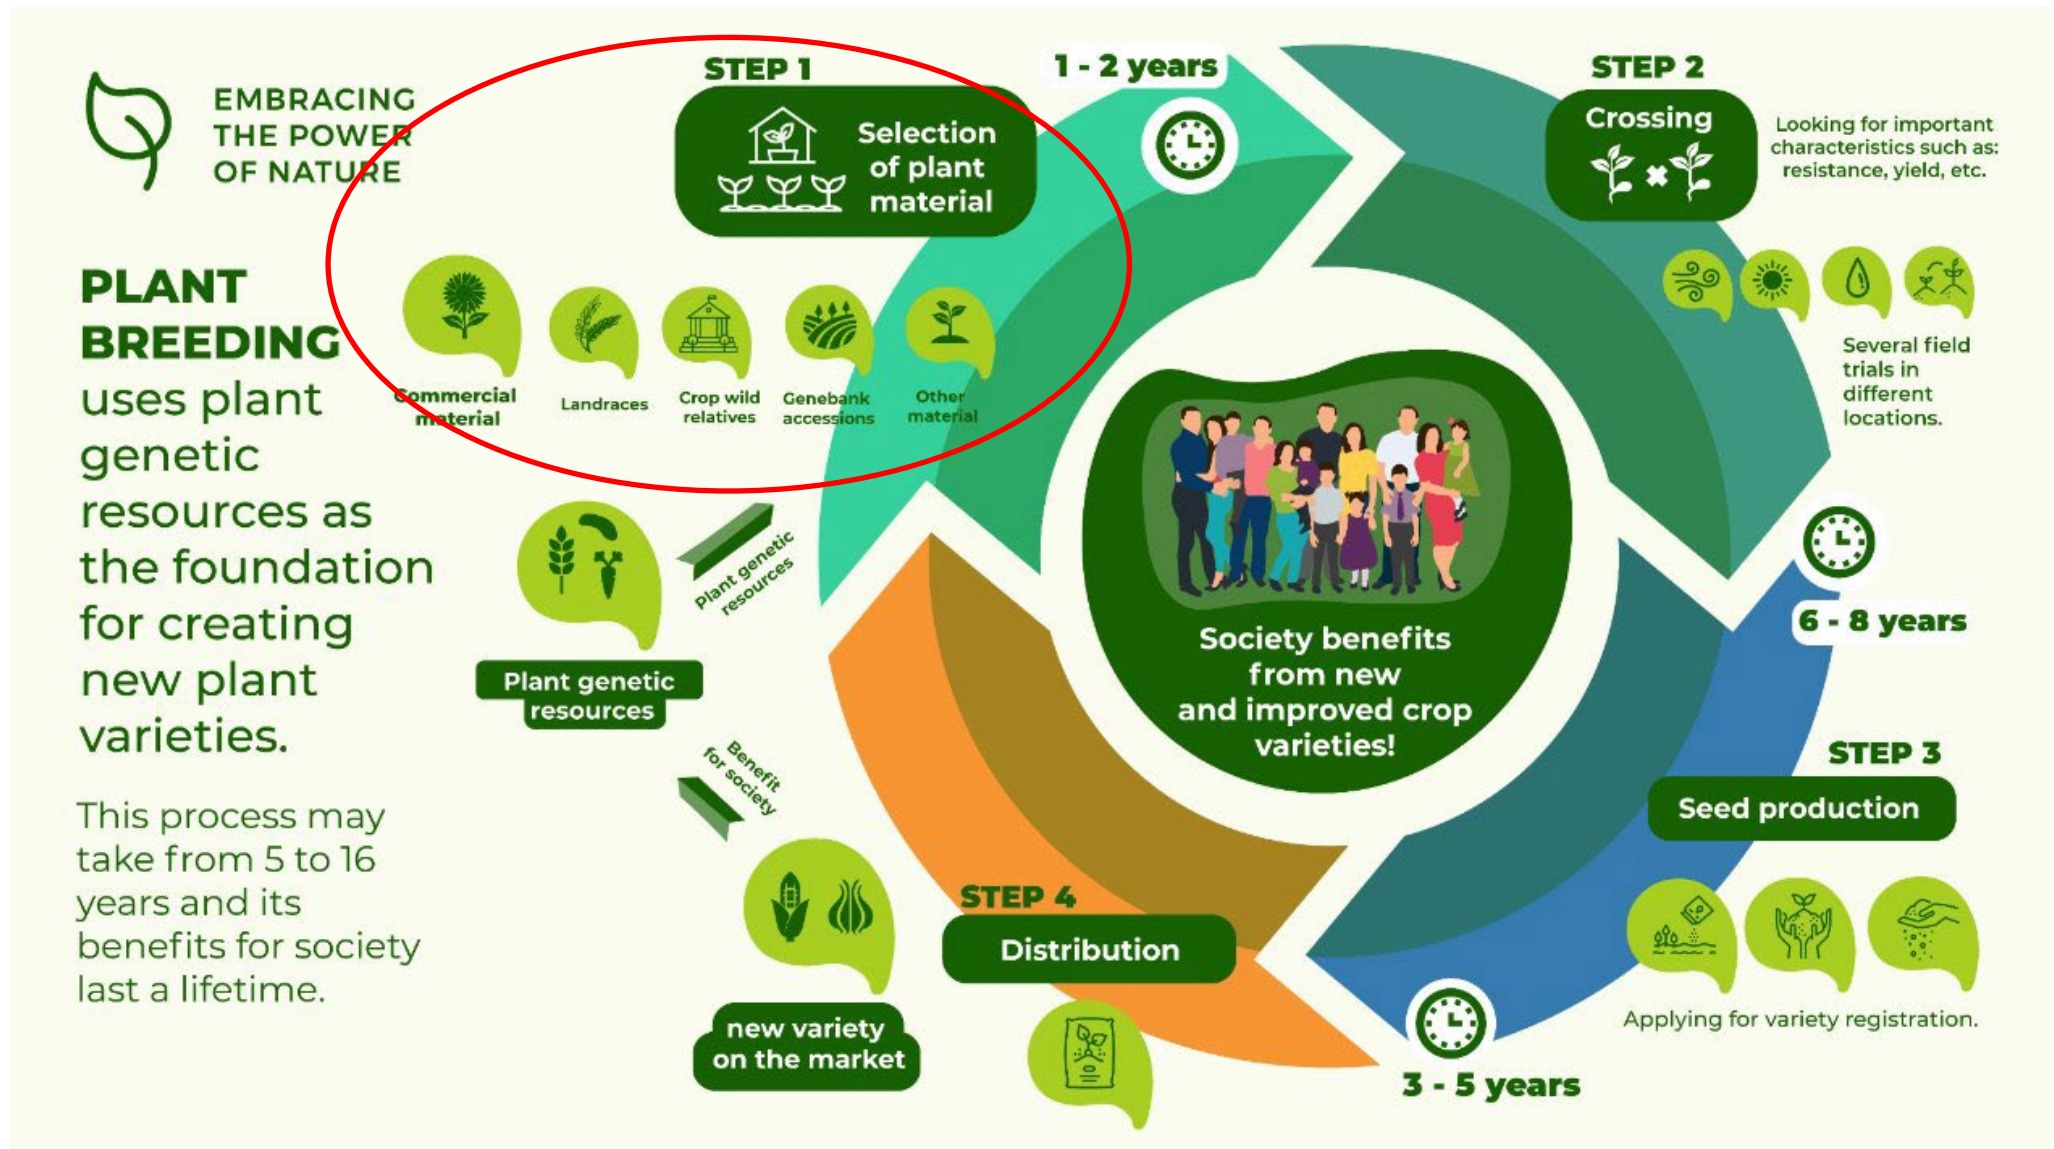 EMBRACING
THE POWER
OF NATURE
PLANT
BREEDING
uses plant
genetic
resources as
the foundation
for creating
new plant
varieties.
This process may
take from 5 to 16
years and its
benefits for society
last a lifetime.
STEP 1
Selection
of plant
material
Commercial
material
Landraces
Crop wild
relatives
Genebank
accessions
Other
material
1 - 2 years
STEP 2
Crossing
Looking for important
characteristics such as:
resistance, yield, etc.
Several field
trials in
different
locations.
6 - 8 years
STEP 3
Seed production
Applying for variety registration.
3 - 5 years
STEP 4
Distribution
new variety
on the market
Benefit
for society
Plant genetic
resources
Plant genetic
resources
Society benefits
from new
and improved crop
varieties!